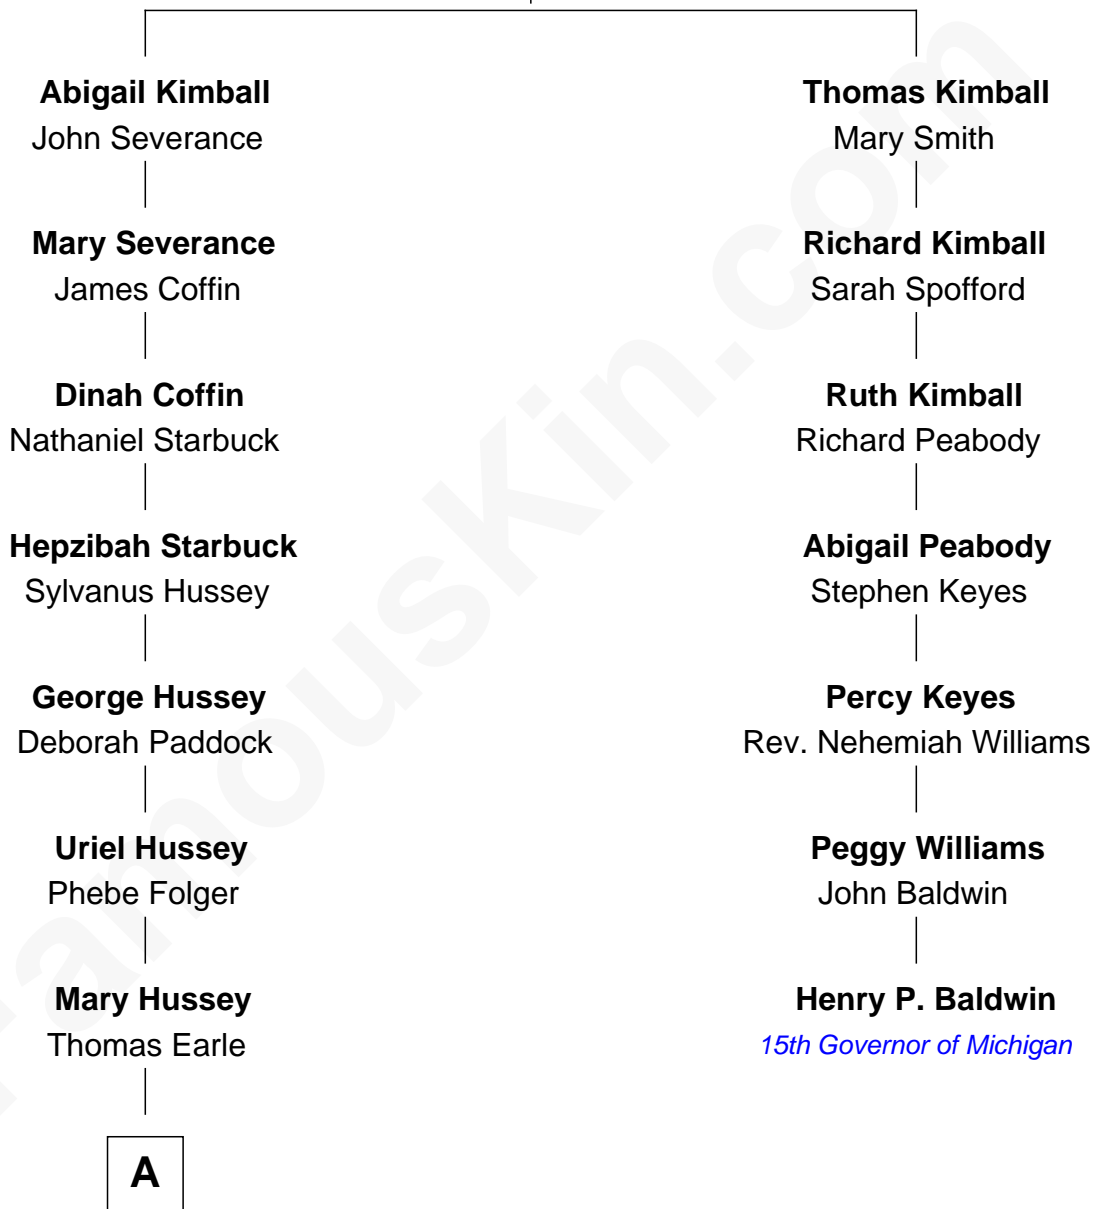 Abigail Kimball
John Severance
Thomas Kimball
Mary Smith
Mary Severance
James Coffin
Richard Kimball
Sarah Spofford
Dinah Coffin
Nathaniel Starbuck
Ruth Kimball
Richard Peabody
Hepzibah Starbuck
Sylvanus Hussey
Abigail Peabody
Stephen Keyes
George Hussey
Deborah Paddock
Percy Keyes
Rev. Nehemiah Williams
Uriel Hussey
Phebe Folger
Peggy Williams
John Baldwin
Mary Hussey
Thomas Earle
Henry P. Baldwin
15th Governor of Michigan
A
FamousKin.com